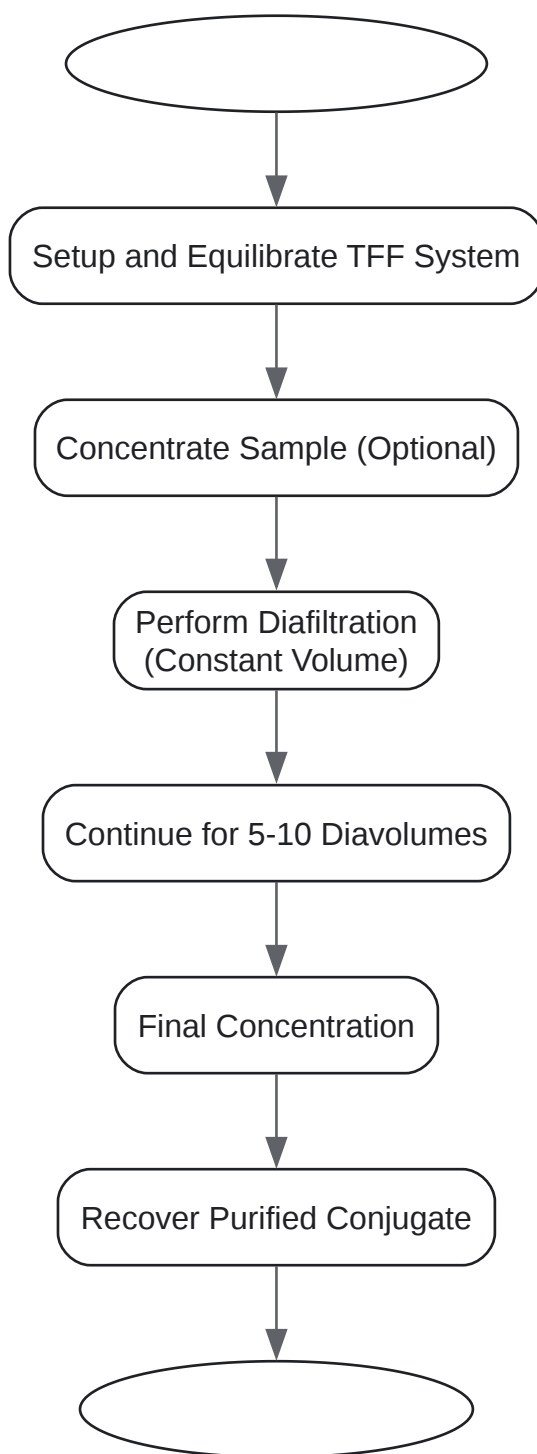 Setup and Equilibrate TFF System
Concentrate Sample (Optional)
Perform Diafiltration
(Constant Volume)
Continue for 5-10 Diavolumes
Final Concentration
Recover Purified Conjugate